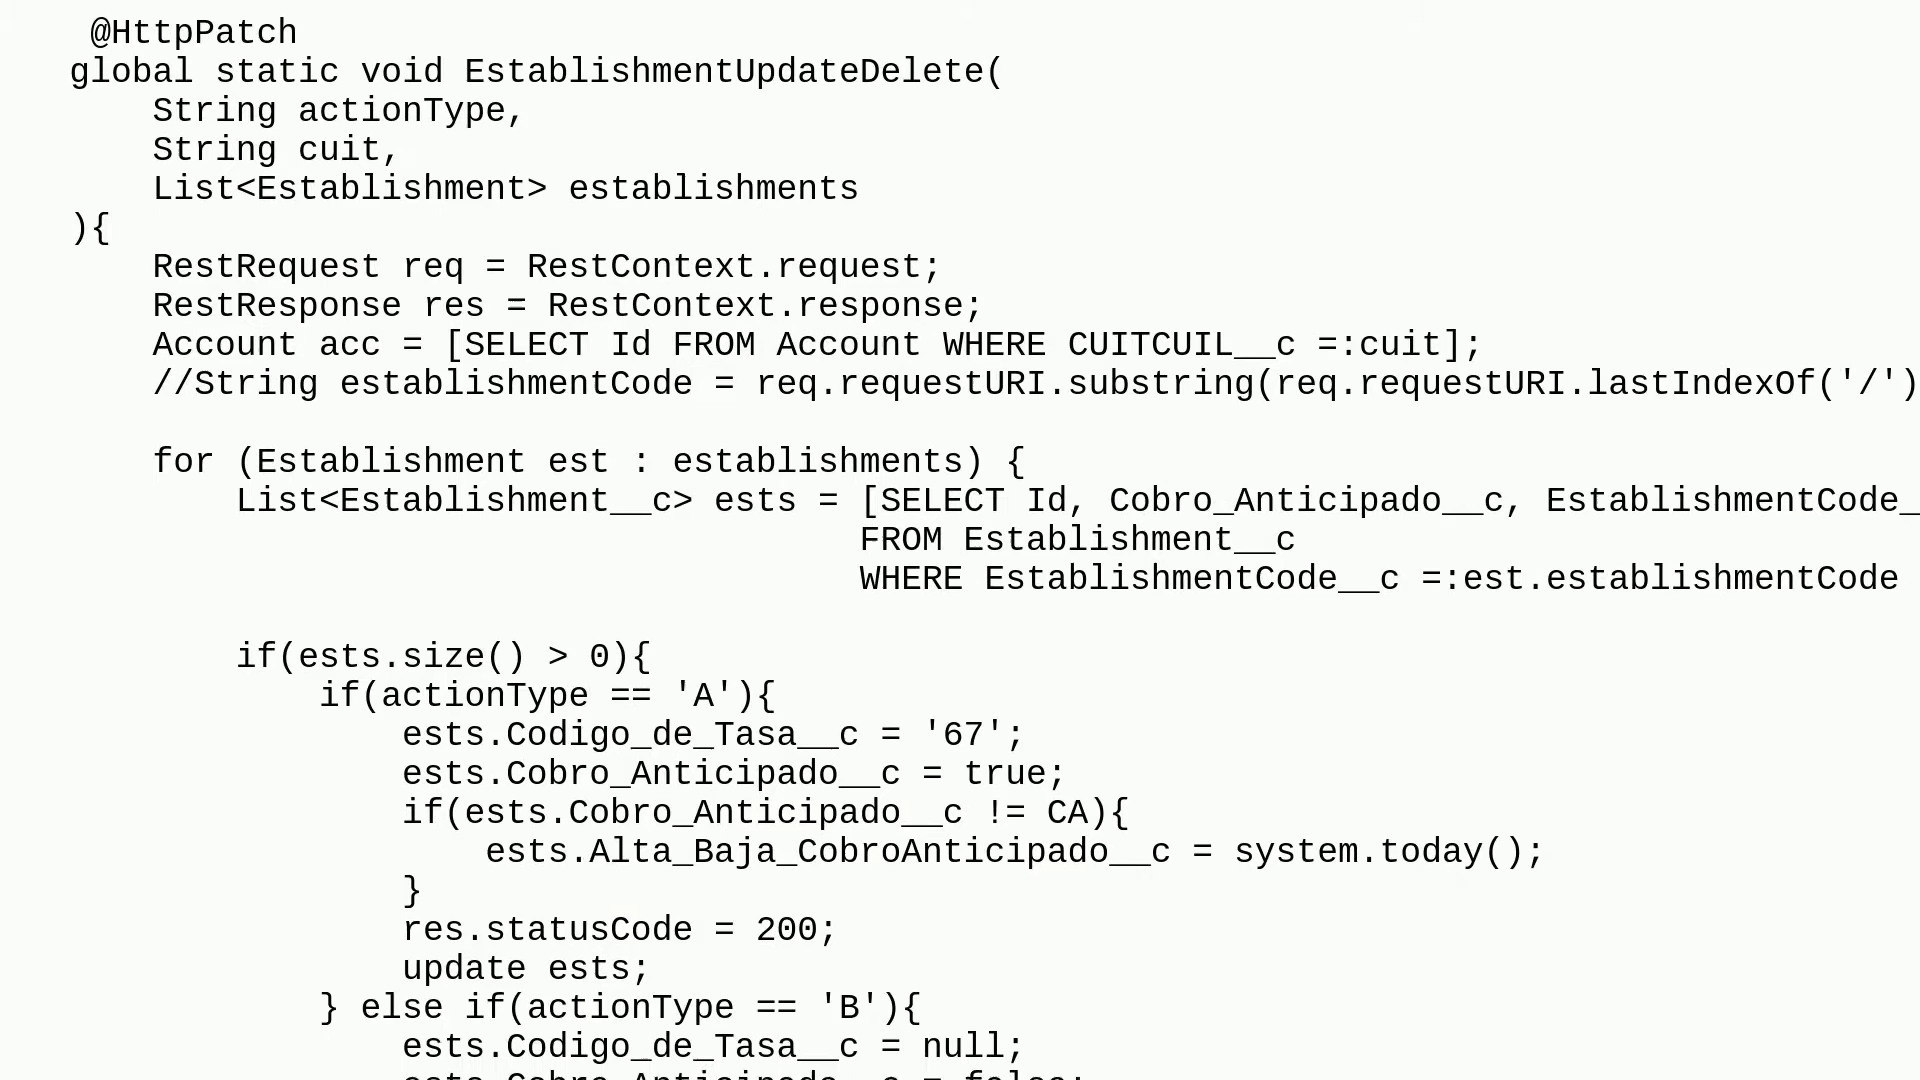 @HttpPatch
global static void EstablishmentUpdateDelete(
String actionType,
String cuit,
List<Establishment> establishments
){
RestRequest req = RestContext.request;
RestResponse res = RestContext.response;
Account acc = [SELECT Id FROM Account WHERE CUITCUIL__c =:cuit];
//String establishmentCode = req.requestURI.substring(req.requestURI.lastIndexOf('/')
for (Establishment est : establishments) {
List<Establishment__c> ests = [SELECT Id, Cobro_Anticipado__c, EstablishmentCode_
FROM Establishment__c
WHERE EstablishmentCode__c =:est.establishmentCode
if(ests.size() > 0){
if(actionType == 'A'){
ests.Codigo_de_Tasa__c = '67';
ests.Cobro_Anticipado__c = true;
if(ests.Cobro_Anticipado__c != CA){
ests.Alta_Baja_CobroAnticipado__c = system.today();
}
res.statusCode = 200;
update ests;
} else if(actionType == 'B'){
ests.Codigo_de_Tasa__c = null;
ests.Cobro_Anticipado__c = false;